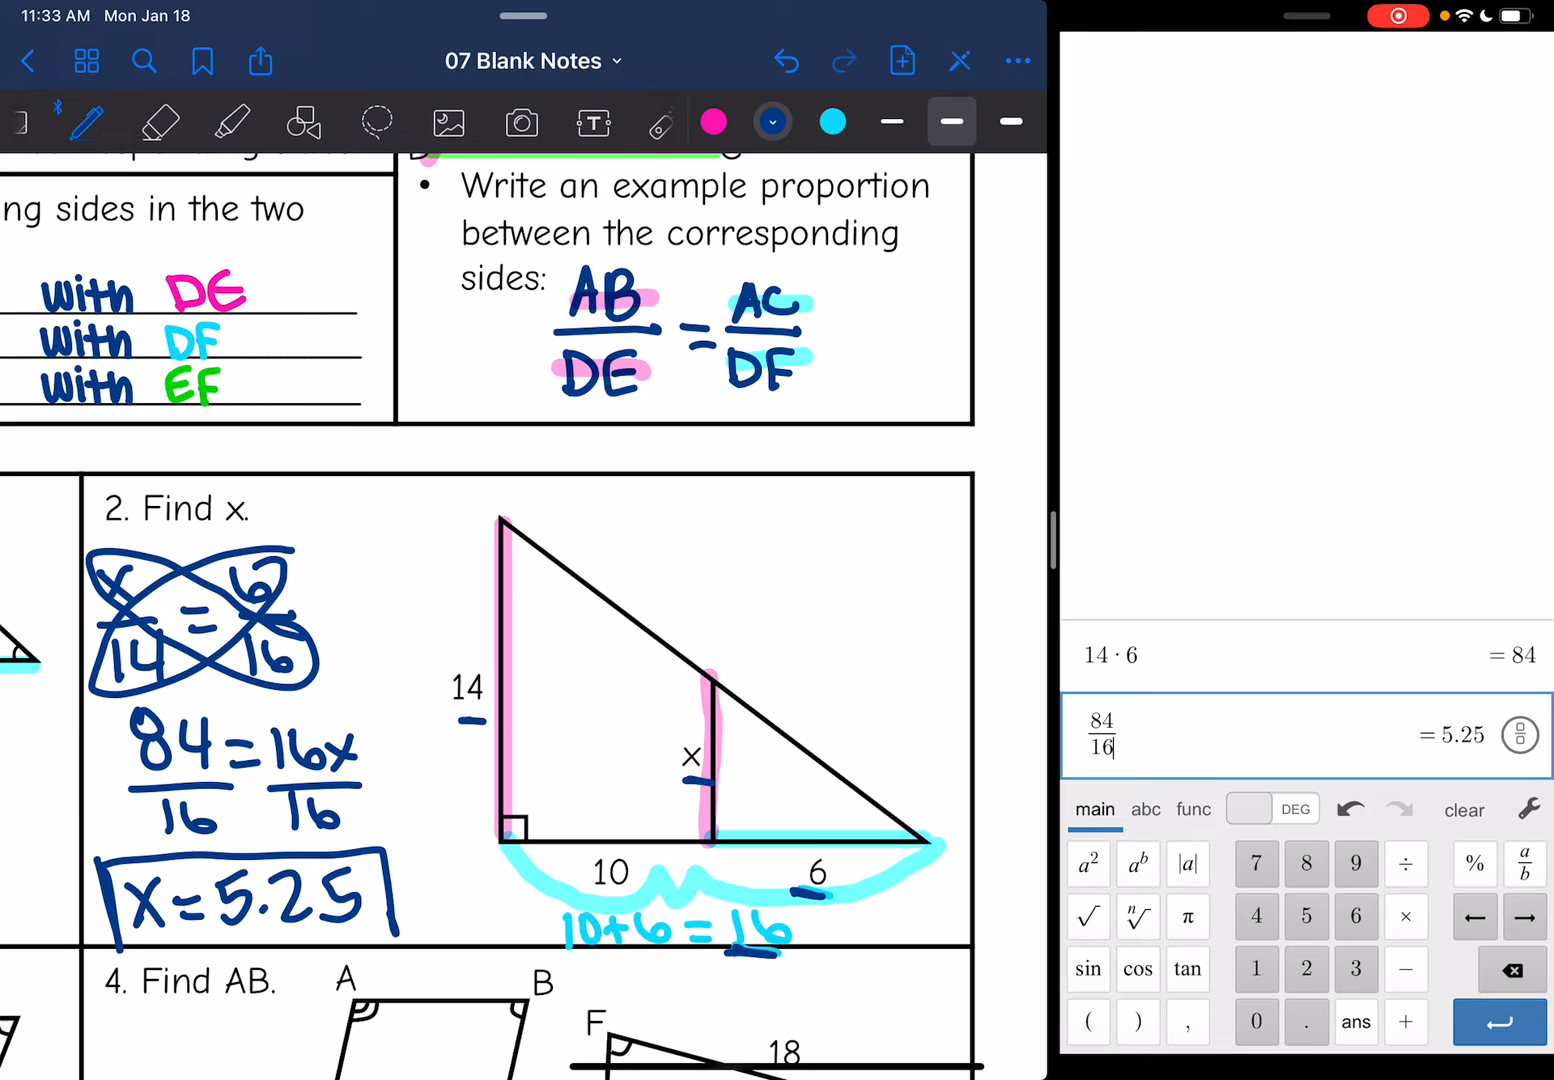 11:33 AM Mon Jan 18
07 Blank Notes
T
ng sides in the two
with DE
with DF
with EF
• Write an example proportion
between the corresponding
sides:
AB/DE = AC/DF
2. Find x.
x/14 = 6/16
84/16 = 16x/16
x = 5.25
14
x
10
6
10+6 = 16
4. Find AB.
A
B
F
18
14 · 6 = 84
84/16 = 5.25
main abc func DEG clear
a² aᵇ |a| 7 8 9 ÷ % a/b
√ ⁿ√ π 4 5 6 × ← →
sin cos tan 1 2 3 −
( ) , 0 . ans +